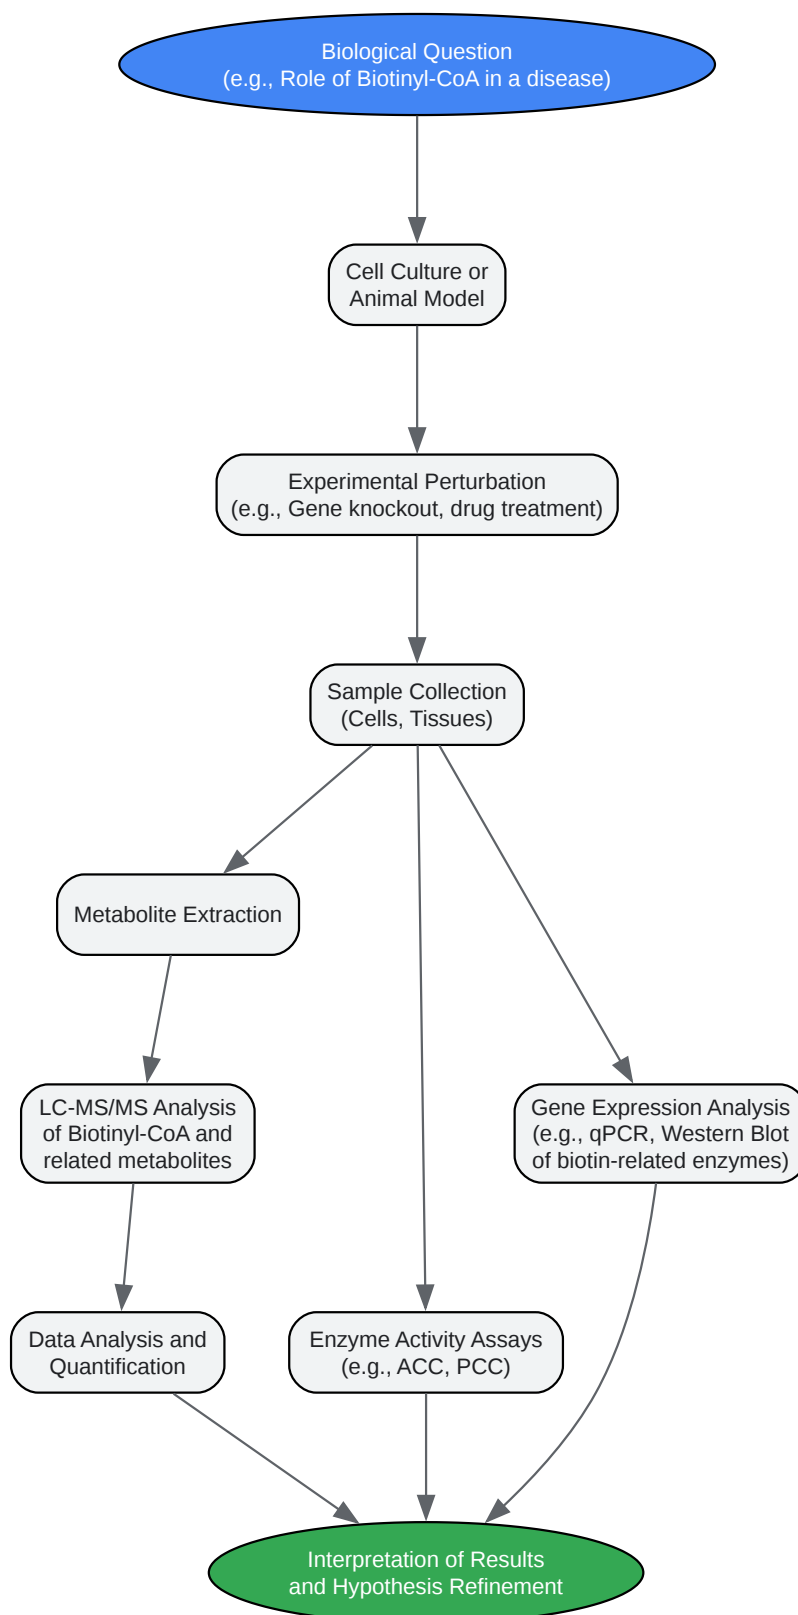 Biological Question
(e.g., Role of Biotinyl-CoA in a disease)
Cell Culture or
Animal Model
Experimental Perturbation
(e.g., Gene knockout, drug treatment)
Sample Collection
(Cells, Tissues)
Metabolite Extraction
LC-MS/MS Analysis
of Biotinyl-CoA and
related metabolites
Gene Expression Analysis
(e.g., qPCR, Western Blot
of biotin-related enzymes)
Data Analysis and
Quantification
Enzyme Activity Assays
(e.g., ACC, PCC)
Interpretation of Results
and Hypothesis Refinement